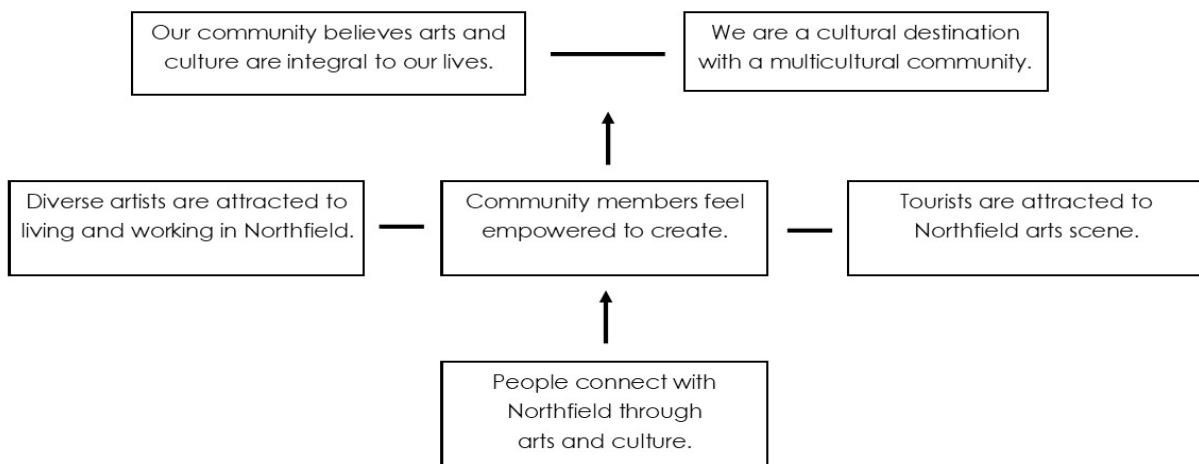 Our community believes arts and
culture are integral to our lives.
We are a cultural destination
with a multicultural community.
Diverse artists are attracted to
living and working in Northfield.
Community members feel
empowered to create.
Tourists are attracted to
Northfield arts scene.
People connect with
Northfield through
arts and culture.